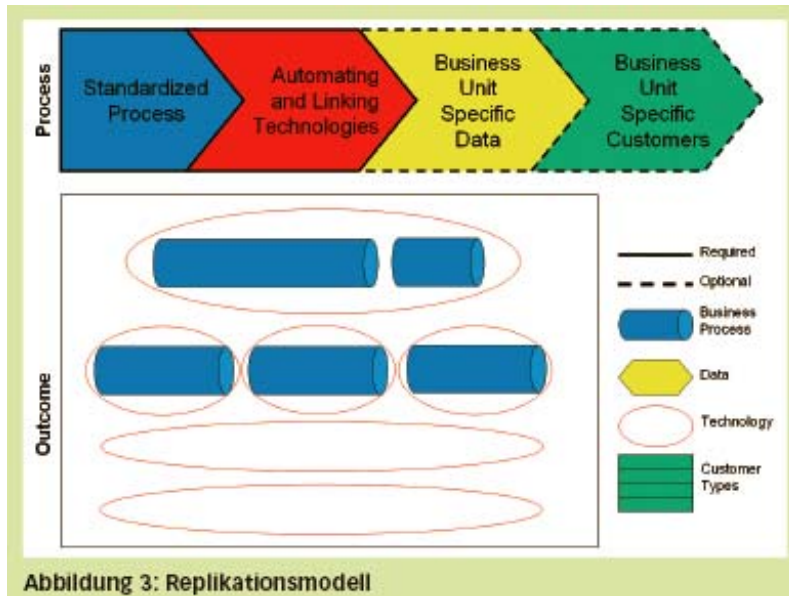 Process
Standardized
Process
Automating
and Linking
Technologies
Business
Unit
Specific
Data
Business
Unit
Specific
Customers
Outcome
Required
Optional
Business
Process
Data
Technology
Customer
Types
Abbildung 3: Replikationsmodell